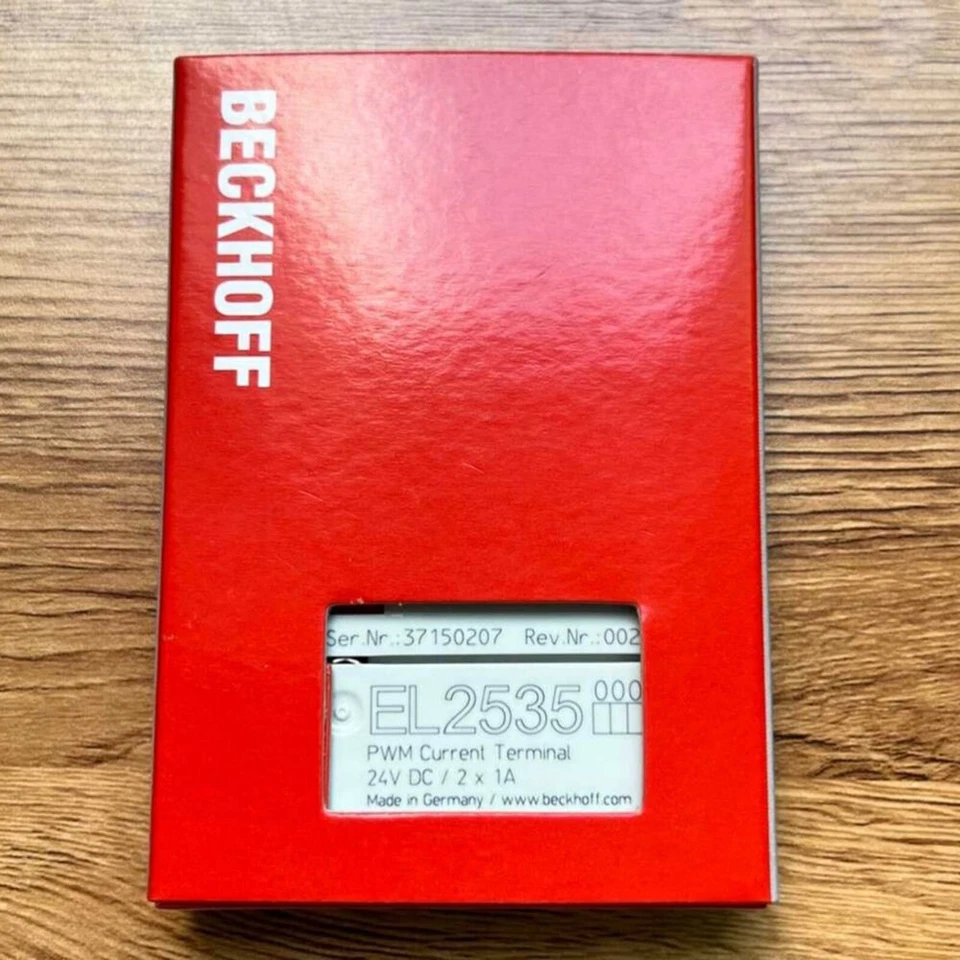 BECKHOFF
Ser.Nr.:37150207 Rev.Nr.:002
EL2535 000
PWM Current Terminal
24V DC / 2 x 1A
Made in Germany / www.beckhoff.com